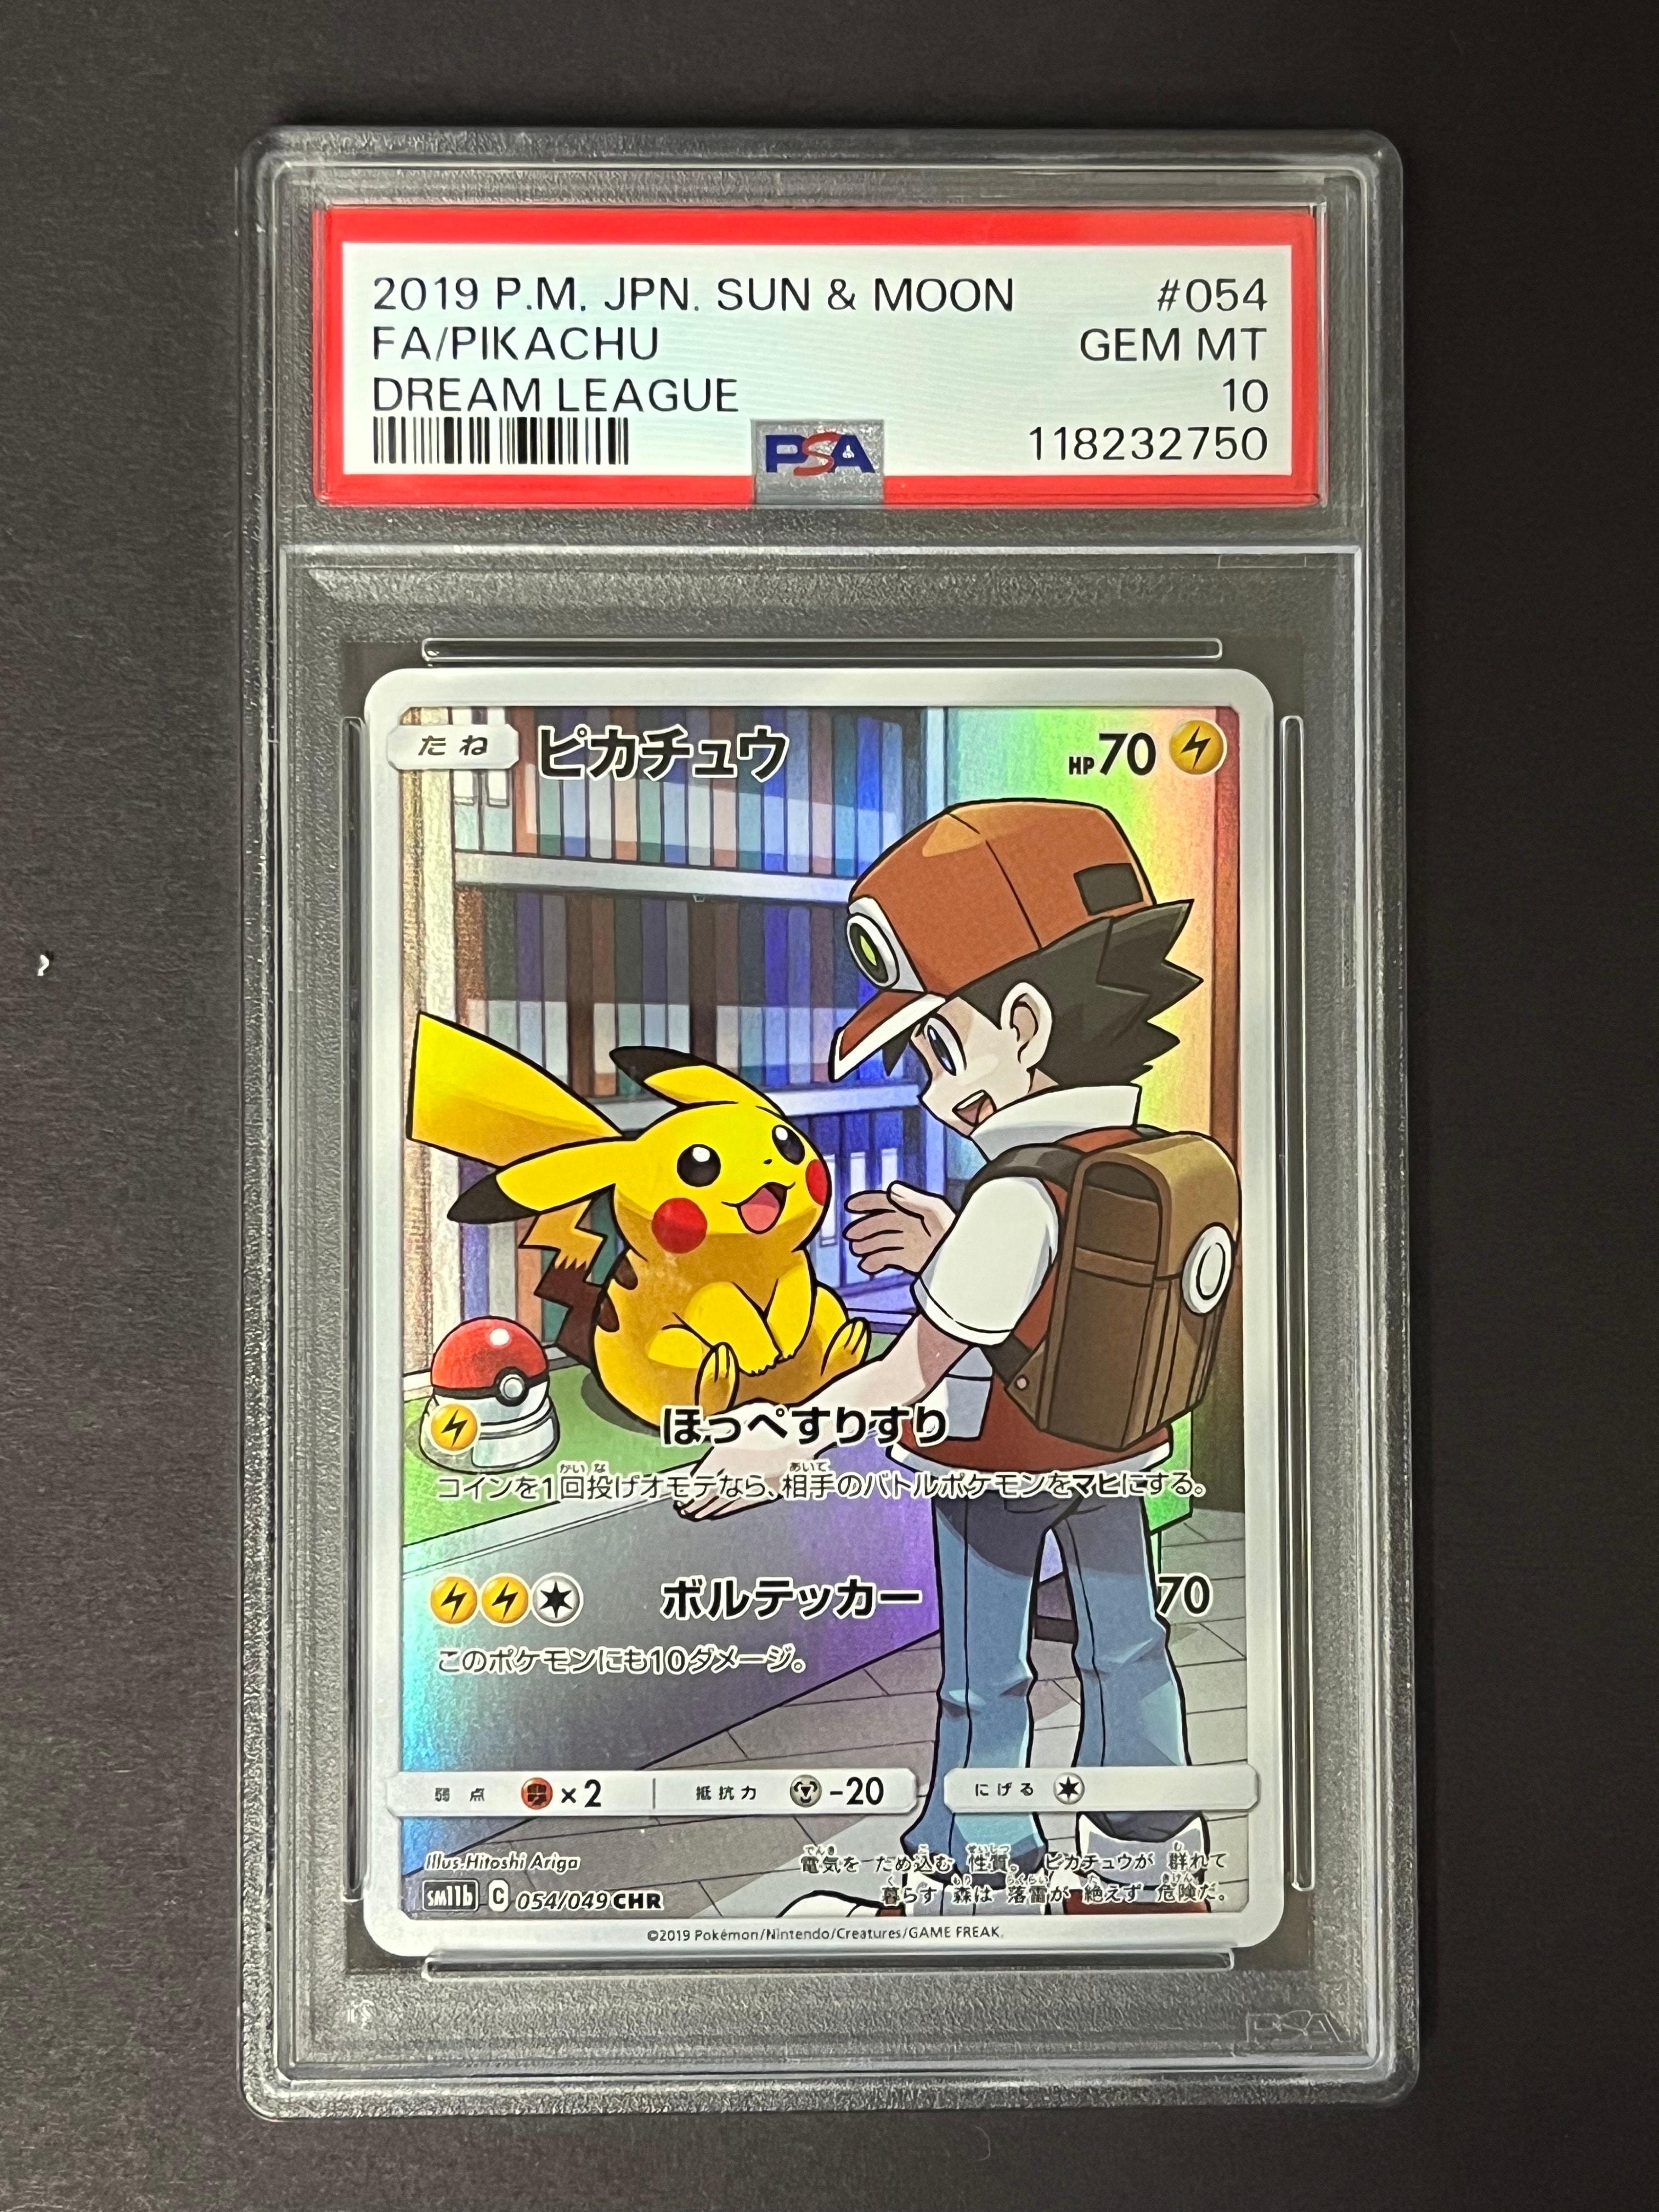 2019 P.M. JPN. SUN & MOON #054
FA/PIKACHU GEM MT
DREAM LEAGUE 10
PSA 118232750
たね ピカチュウ HP70
ほっぺすりすり
コインを1回投げオモテなら、相手のバトルポケモンをマヒにする。
ボルテッカー 70
このポケモンにも10ダメージ。
弱点 ×2 抵抗力 -20 にげる
Illus.Hitoshi Ariga
電気を ため込む 性質。 ピカチュウが 群れて
暮らす 森は 落雷が 絶えず 危険だ。
sm11b C 054/049 CHR
©2019 Pokémon/Nintendo/Creatures/GAME FREAK.
PSA